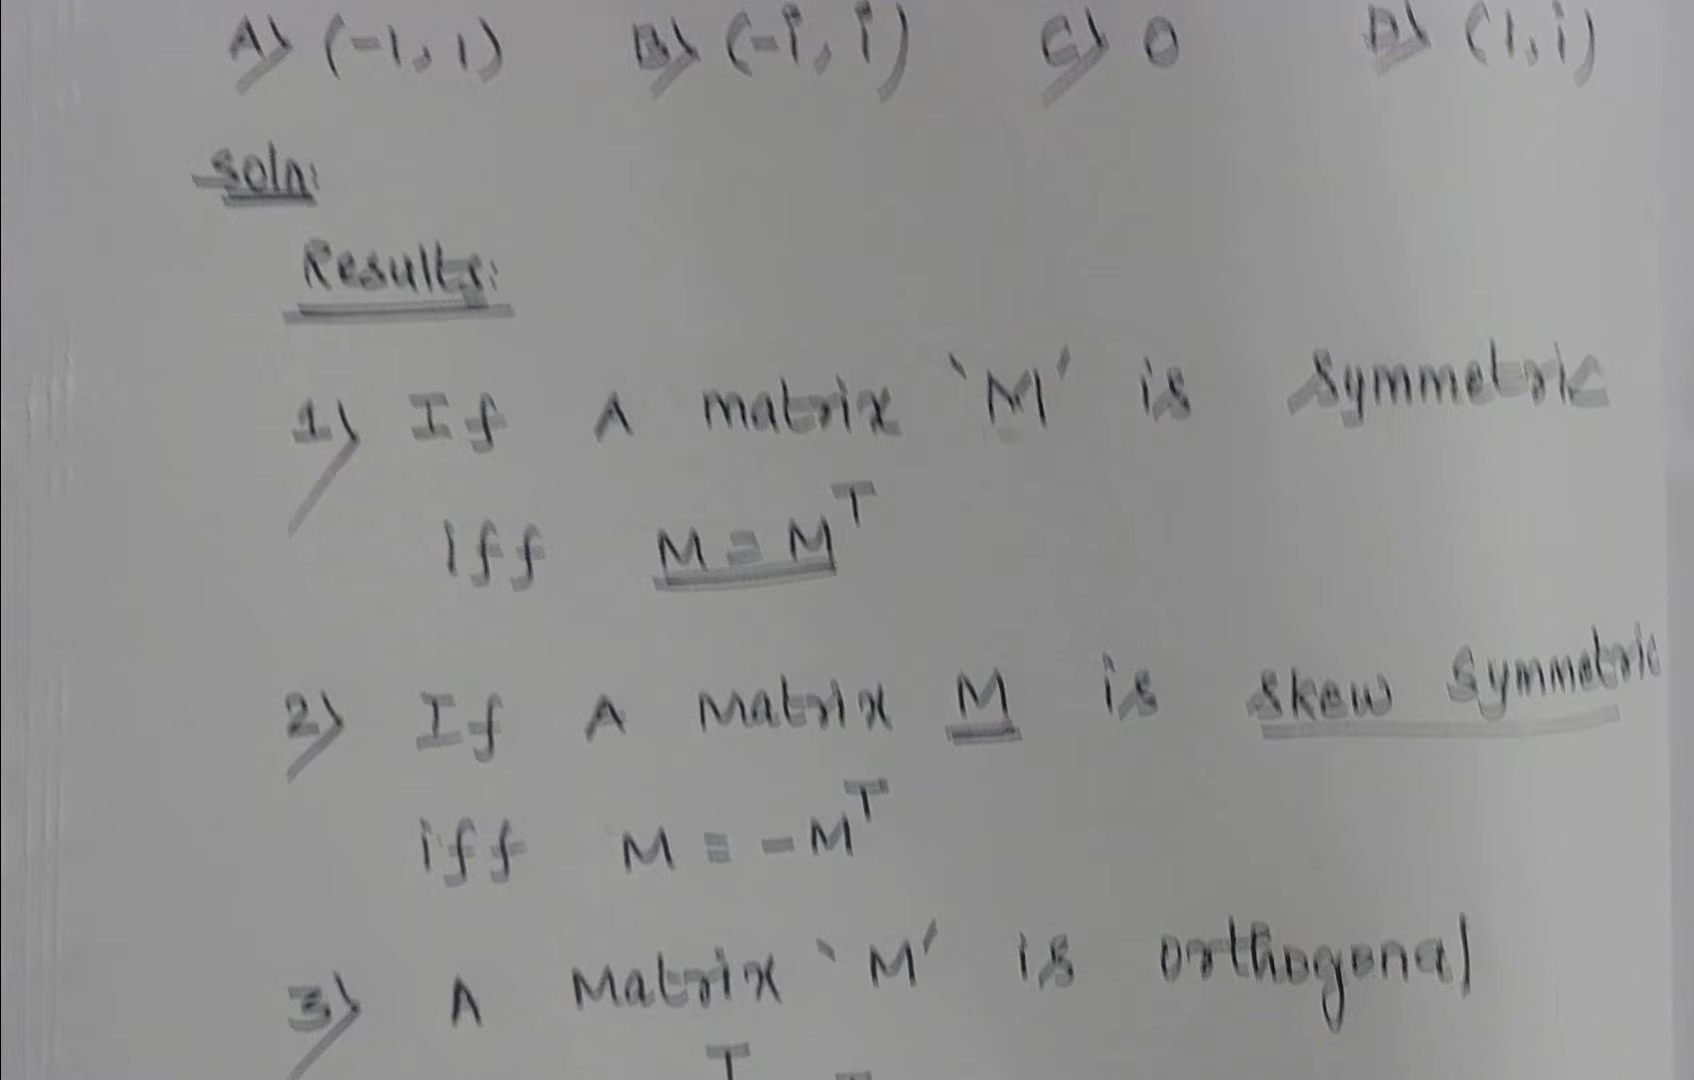 A) (-1, 1) B) (-i, i) C) 0 D) (1, i)
Soln:
Results:
1) If A matrix 'M' is Symmetric
iff M = M^T
2) If A Matrix M is Skew Symmetric
iff M = -M^T
3) A Matrix 'M' is orthogonal
T =